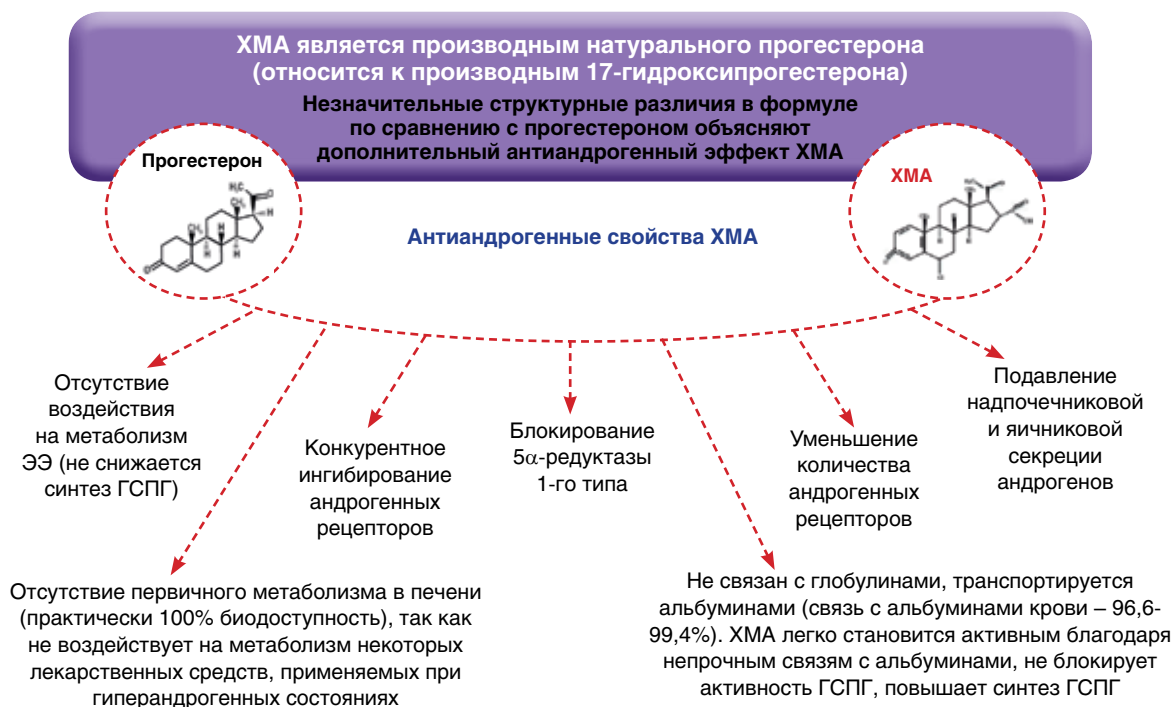 ХМА является производным натурального прогестерона
(относится к производным 17-гидроксипрогестерона)
Незначительные структурные различия в формуле
по сравнению с прогестероном объясняют
дополнительный антиандрогенный эффект ХМА
Прогестерон
H₃C
O
CH₃
H
CH₃
H
H
H
O
ХМА
Антиандрогенные свойства ХМА
Отсутствие
воздействия
на метаболизм
ЭЭ (не снижается
синтез ГСПГ)
Конкурентное
ингибирование
андрогенных
рецепторов
Блокирование
5α-редуктазы
1-го типа
Уменьшение
количества
андрогенных
рецепторов
Подавление
надпочечниковой
и яичниковой
секреции
андрогенов
Отсутствие первичного метаболизма в печени
(практически 100% биодоступность), так как
не воздействует на метаболизм некоторых
лекарственных средств, применяемых при
гиперандрогенных состояниях
Не связан с глобулинами, транспортируется
альбуминами (связь с альбуминами крови – 96,6-
99,4%). ХМА легко становится активным благодаря
непрочным связям с альбуминами, не блокирует
активность ГСПГ, повышает синтез ГСПГ